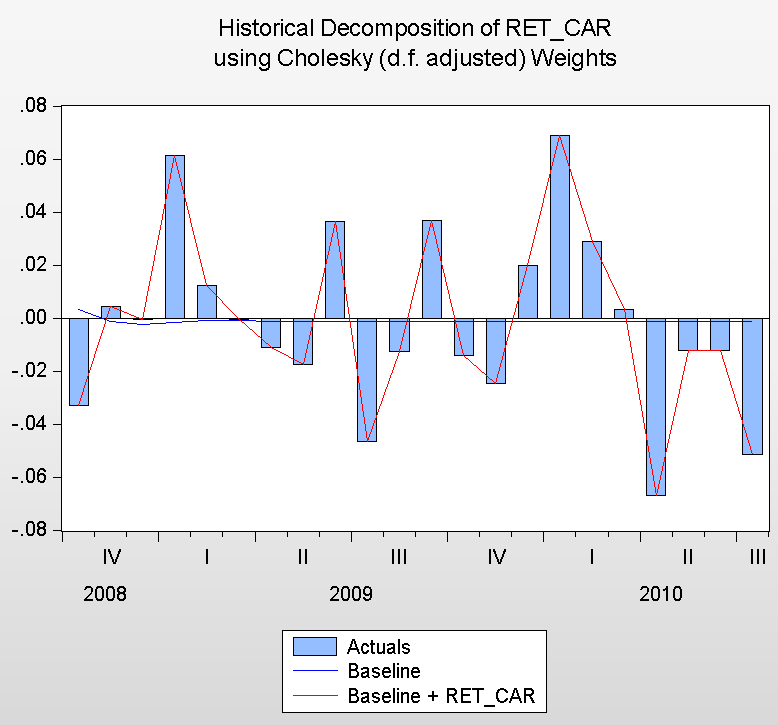 Historical Decomposition of RET_CAR
using Cholesky (d.f. adjusted) Weights
.08
.06
.04
.02
.00
-.02
-.04
-.06
-.08
IV I II III IV I II III
2008 2009 2010
Actuals
Baseline
Baseline + RET_CAR